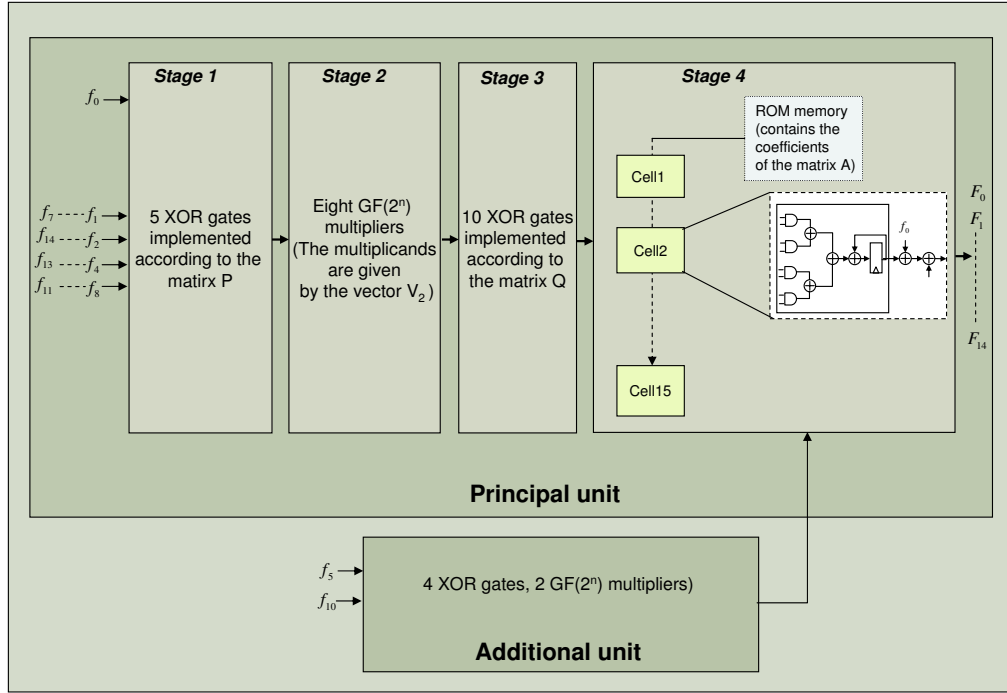 Stage 1
Stage 2
Stage 3
Stage 4
f₀
f₇ f₁
f₁₄ f₂
f₁₃ f₄
f₁₁ f₈
5 XOR gates
implemented
according to the
matirx P
Eight GF(2ⁿ)
multipliers
(The multiplicands
are given
by the vector V₂ )
10 XOR gates
implemented
according to
the matrix Q
ROM memory
(contains the
coefficients
of the matrix A)
Cell1
Cell2
Cell15
f₀
F₀
F₁
F₁₄
Principal unit
f₅
f₁₀
4 XOR gates, 2 GF(2ⁿ) multipliers)
Additional unit